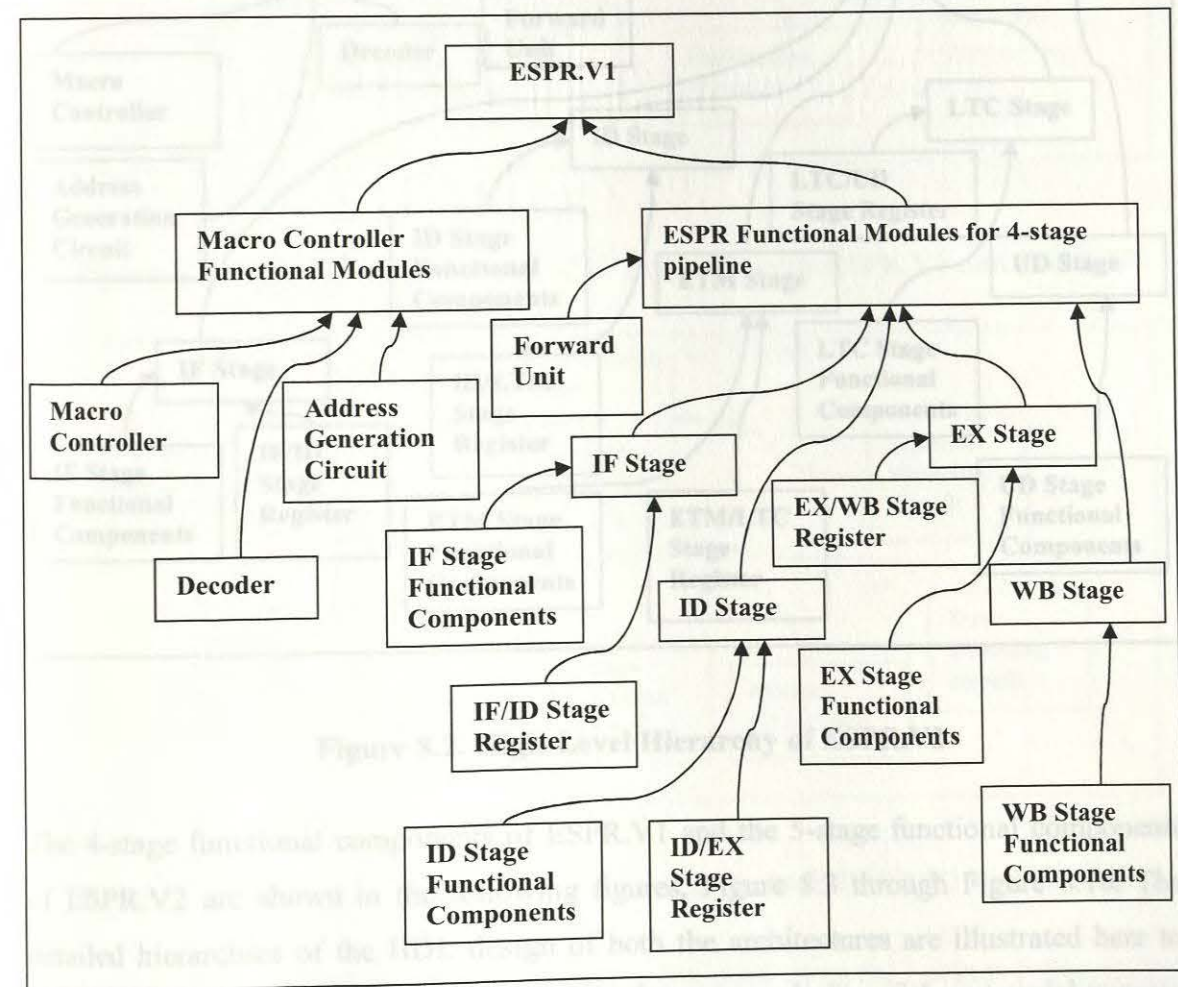 ESPR.V1
Macro Controller
Functional Modules
ESPR Functional Modules for 4-stage
pipeline
Forward
Unit
Macro
Controller
Address
Generation
Circuit
IF Stage
EX Stage
EX/WB Stage
Register
Decoder
IF Stage
Functional
Components
ID Stage
WB Stage
IF/ID Stage
Register
EX Stage
Functional
Components
ID Stage
Functional
Components
ID/EX
Stage
Register
WB Stage
Functional
Components